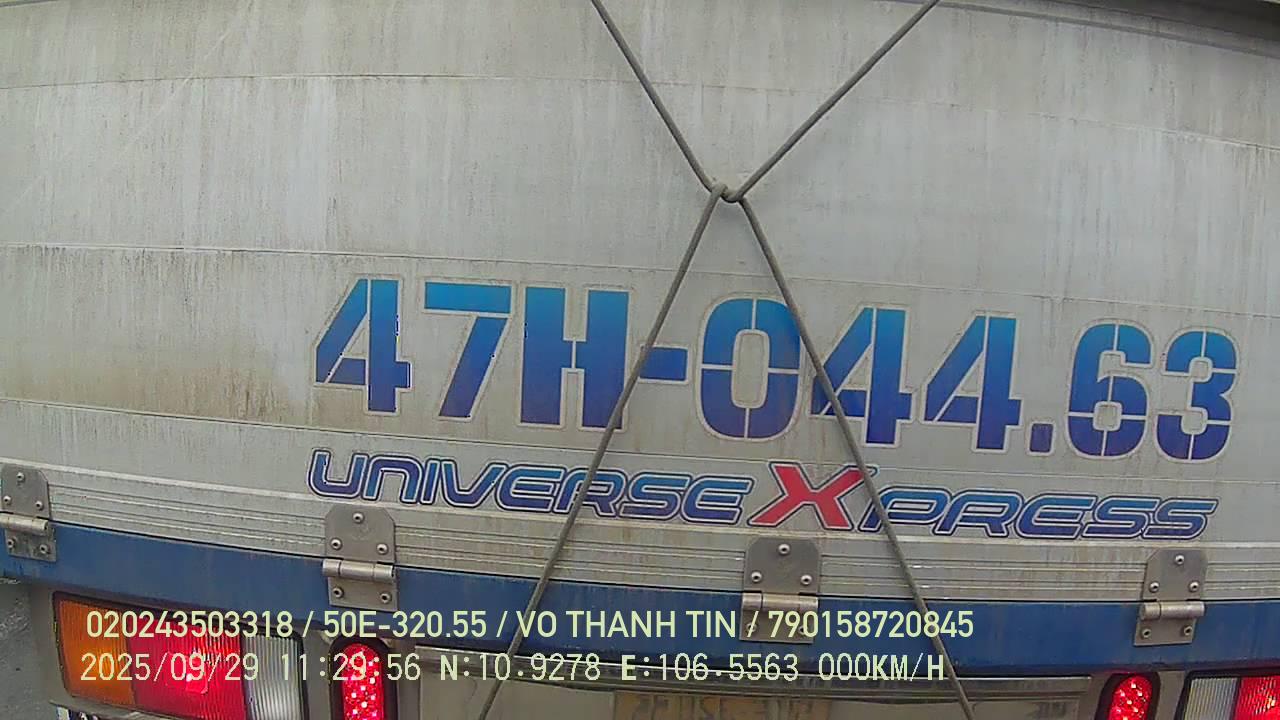 47H-044.63
UNIVERSE XPRESS
020243503318 / 50E-320.55 / VO THANH TIN / 790158720845
2025/09/29 11:29:56 N:10.9278 E:106.5563 000KM/H